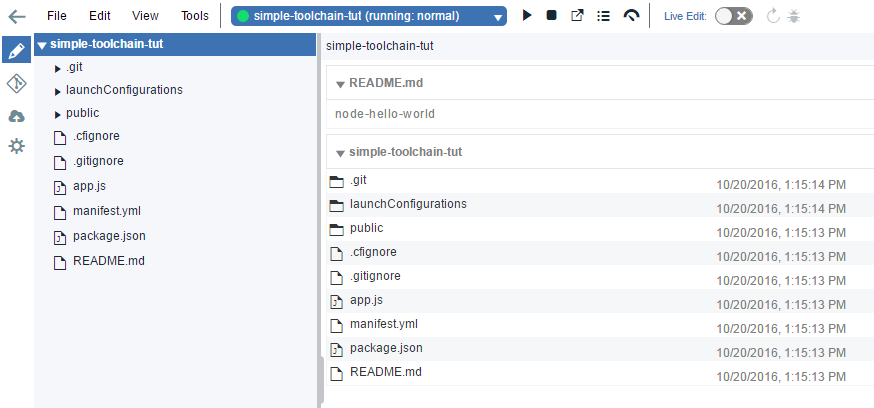 File Edit View Tools simple-toolchain-tut (running: normal) Live Edit:
simple-toolchain-tut
.git
launchConfigurations
public
.cfignore
.gitignore
app.js
manifest.yml
package.json
README.md
simple-toolchain-tut
README.md
node-hello-world
simple-toolchain-tut
.git 10/20/2016, 1:15:14 PM
launchConfigurations 10/20/2016, 1:15:14 PM
public 10/20/2016, 1:15:13 PM
.cfignore 10/20/2016, 1:15:13 PM
.gitignore 10/20/2016, 1:15:13 PM
app.js 10/20/2016, 1:15:13 PM
manifest.yml 10/20/2016, 1:15:13 PM
package.json 10/20/2016, 1:15:13 PM
README.md 10/20/2016, 1:15:13 PM